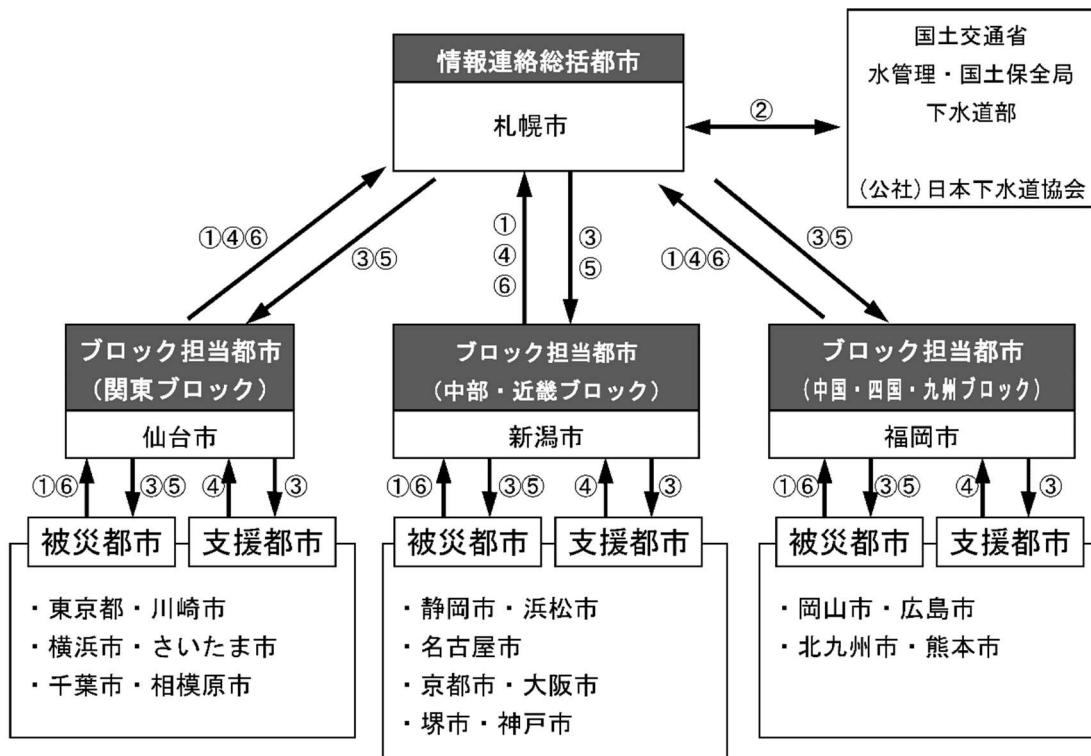 情報連絡総括都市
札幌市
国土交通省
水管理・国土保全局
下水道部
(公社)日本下水道協会
②
①④⑥
③⑤
①
④
⑥
③
⑤
①④⑥
③⑤
ブロック担当都市
(関東ブロック)
仙台市
ブロック担当都市
(中部・近畿ブロック)
新潟市
ブロック担当都市
(中国・四国・九州ブロック)
福岡市
①⑥ ③⑤ ④ ③
①⑥ ③⑤ ④ ③
①⑥ ③⑤ ④ ③
被災都市 支援都市
・東京都・川崎市
・横浜市・さいたま市
・千葉市・相模原市
被災都市 支援都市
・静岡市・浜松市
・名古屋市
・京都市・大阪市
・堺市・神戸市
被災都市 支援都市
・岡山市・広島市
・北九州市・熊本市